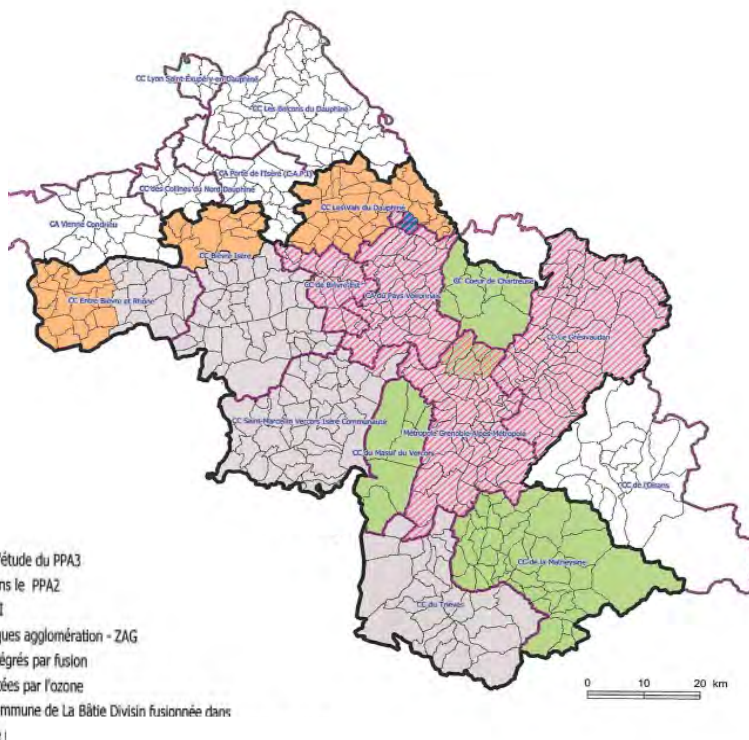 CC Lyon Saint Exupéry en Dauphiné
CC Les Balcons du Dauphiné
CA Porte de l'Isère (C.A.P.I)
CC des Collines du Nord Dauphiné
CC Les Vals du Dauphiné
CA Vienne Condrieu
CC Bièvre Isère
CC Coeur de Chartreuse
CC de Bièvre Est
CA du Pays Voironnais
CC Entre Bièvre et Rhône
CC Le Grésivaudan
CC Saint-Marcellin Vercors Isère Communauté
Métropole Grenoble-Alpes-Métropole
CC du Massif du Vercors
CC de l'Oisans
CC de la Matheysine
CC du Trièves
'étude du PPA3
ns le PPA2
I
ques agglomération - ZAG
égrés par fusion
tées par l'ozone
mmune de La Bâtie Divisin fusionnée dans
0 10 20 km